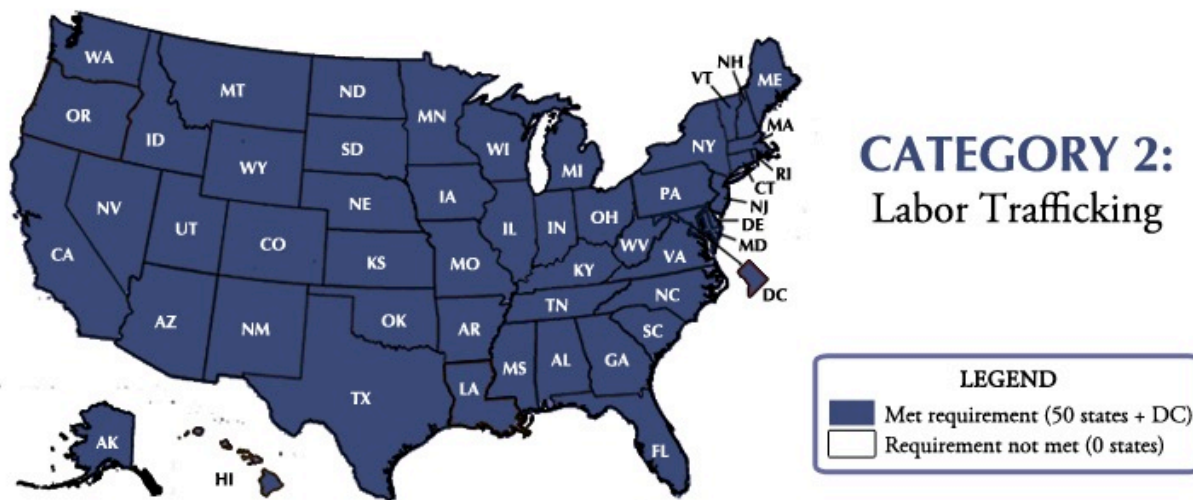 WA
MT
ND
MN
OR
ID
SD
WI
MI
NY
VT
NH
ME
MA
RI
CT
NJ
DE
MD
DC
WY
NE
IA
PA
NV
UT
CO
KS
MO
IL
IN
OH
WV
VA
CA
KY
TN
NC
SC
AZ
NM
OK
AR
MS
AL
GA
TX
LA
FL
AK
HI
CATEGORY 2:
Labor Trafficking
LEGEND
Met requirement (50 states + DC)
Requirement not met (0 states)